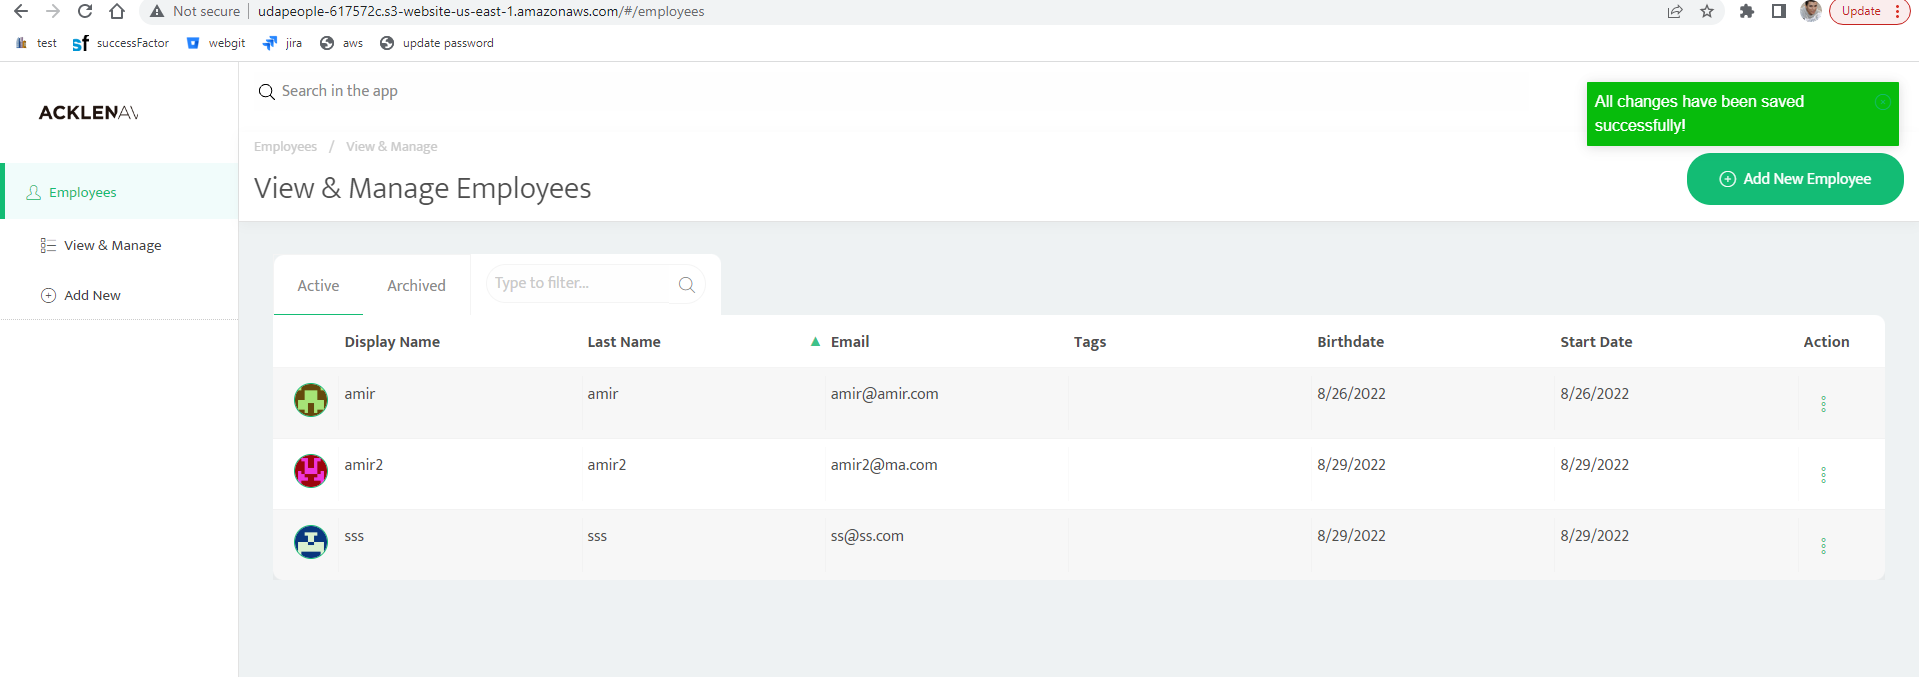 Not secure udapeople-617572c.s3-website-us-east-1.amazonaws.com/#/employees Update
test sf successFactor webgit jira aws update password
ACKLENAV
Search in the app
All changes have been saved
successfully!
Employees / View & Manage
View & Manage Employees
Add New Employee
Employees
View & Manage
Add New
Active Archived Type to filter...
Display Name Last Name Email Tags Birthdate Start Date Action
amir amir amir@amir.com 8/26/2022 8/26/2022
amir2 amir2 amir2@ma.com 8/29/2022 8/29/2022
sss sss ss@ss.com 8/29/2022 8/29/2022